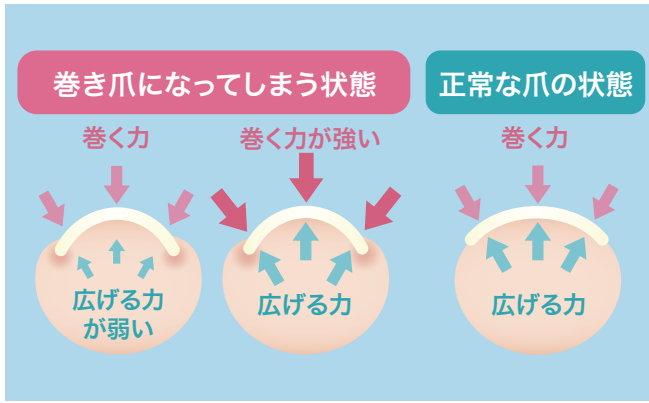 巻き爪になってしまう状態
正常な爪の状態
巻く力
巻く力が強い
巻く力
広げる力
が弱い
広げる力
広げる力